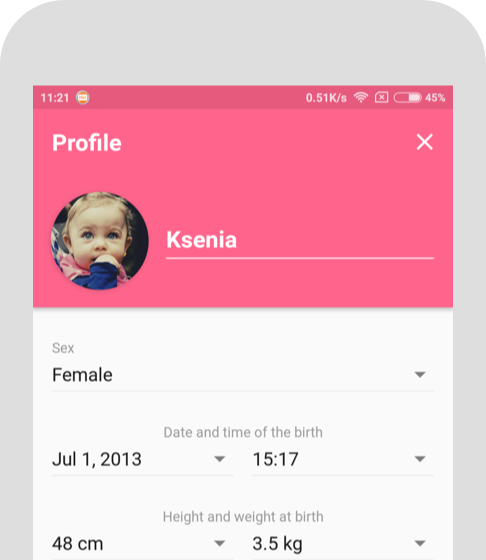 11:21 0.51K/s 45%
Profile
Ksenia
Sex
Female
Date and time of the birth
Jul 1, 2013 15:17
Height and weight at birth
48 cm 3.5 kg